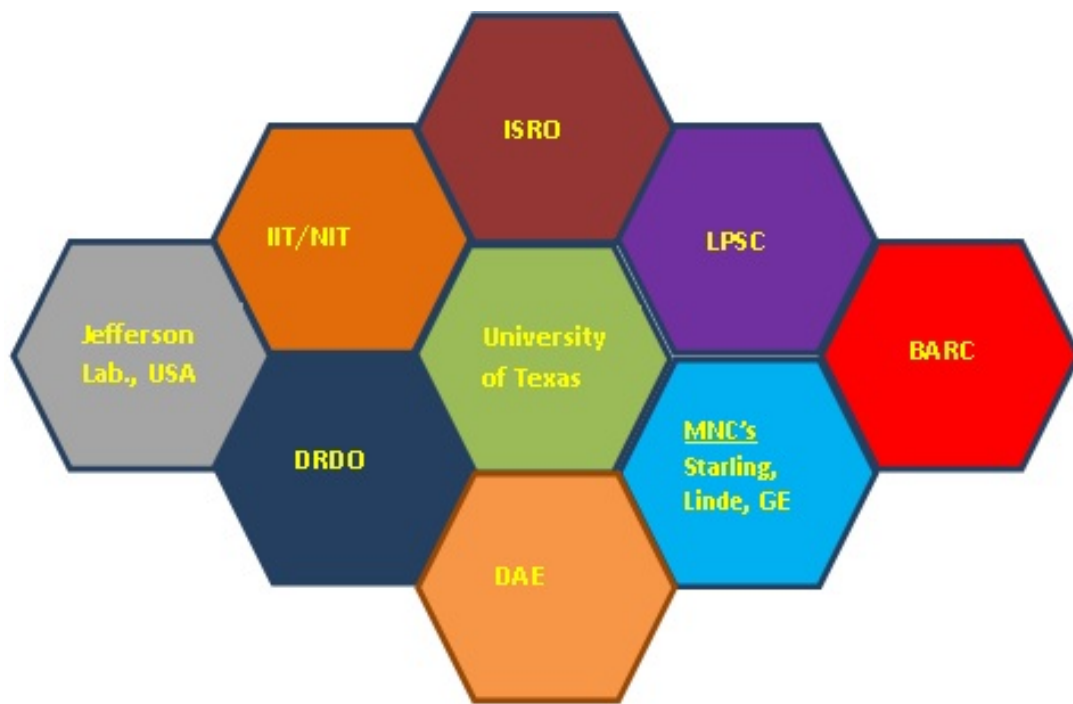 ISRO
IIT/NIT
LPSC
Jefferson
Lab., USA
University
of Texas
BARC
DRDO
MNC's
Starling,
Linde, GE
DAE